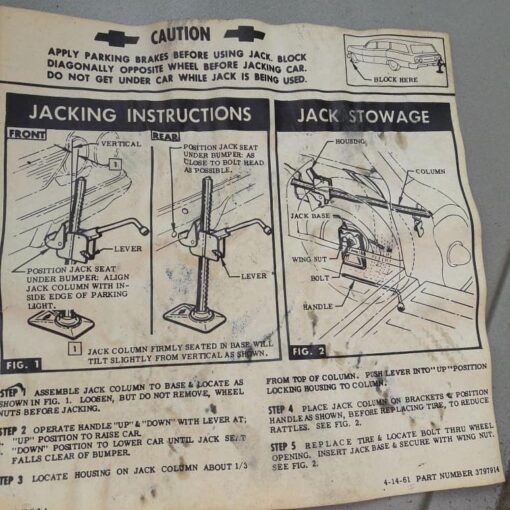 CAUTION
APPLY PARKING BRAKES BEFORE USING JACK. BLOCK
DIAGONALLY OPPOSITE WHEEL BEFORE JACKING CAR.
DO NOT GET UNDER CAR WHILE JACK IS BEING USED.
BLOCK HERE
JACKING INSTRUCTIONS
FRONT
VERTICAL
1
REAR
POSITION JACK SEAT
UNDER BUMPER: AS
CLOSE TO BOLT HEAD
AS POSSIBLE.
LEVER
LEVER
POSITION JACK SEAT
UNDER BUMPER: ALIGN
JACK COLUMN WITH IN-
SIDE EDGE OF PARKING
LIGHT.
1 JACK COLUMN FIRMLY SEATED IN BASE WILL
TILT SLIGHTLY FROM VERTICAL AS SHOWN.
FIG. 1
JACK STOWAGE
HOUSING
COLUMN
JACK BASE
WING NUT
BOLT
HANDLE
FIG. 2
STEP 1 ASSEMBLE JACK COLUMN TO BASE & LOCATE AS
SHOWN IN FIG. 1. LOOSEN, BUT DO NOT REMOVE, WHEEL
NUTS BEFORE JACKING.
STEP 2 OPERATE HANDLE "UP" & "DOWN" WITH LEVER AT;
"UP" POSITION TO RAISE CAR.
"DOWN" POSITION TO LOWER CAR UNTIL JACK SEAT
FALLS CLEAR OF BUMPER.
STEP 3 LOCATE HOUSING ON JACK COLUMN ABOUT 1/3
FROM TOP OF COLUMN. PUSH LEVER INTO "UP" POSITION
LOCKING HOUSING TO COLUMN.
STEP 4 PLACE JACK COLUMN ON BRACKETS & POSITION
HANDLE AS SHOWN, BEFORE REPLACING TIRE, TO REDUCE
RATTLES. SEE FIG. 2.
STEP 5 REPLACE TIRE & LOCATE BOLT THRU WHEEL
OPENING. INSERT JACK BASE & SECURE WITH WING NUT.
SEE FIG. 2.
4-14-61 PART NUMBER 3797914